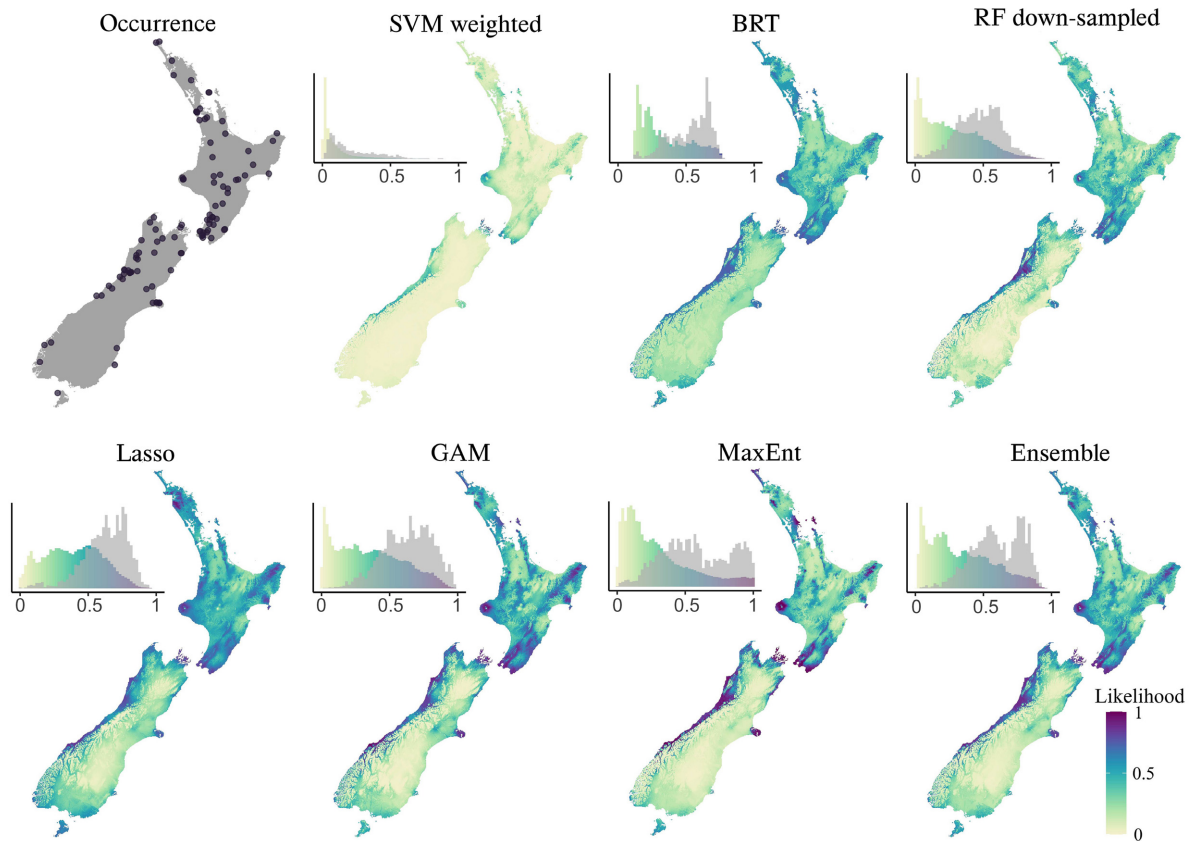 Occurrence
SVM weighted
BRT
RF down-sampled
0 0.5 1
0 0.5 1
0 0.5 1
Lasso
GAM
MaxEnt
Ensemble
0 0.5 1
0 0.5 1
0 0.5 1
0 0.5 1
Likelihood
1
0.5
0